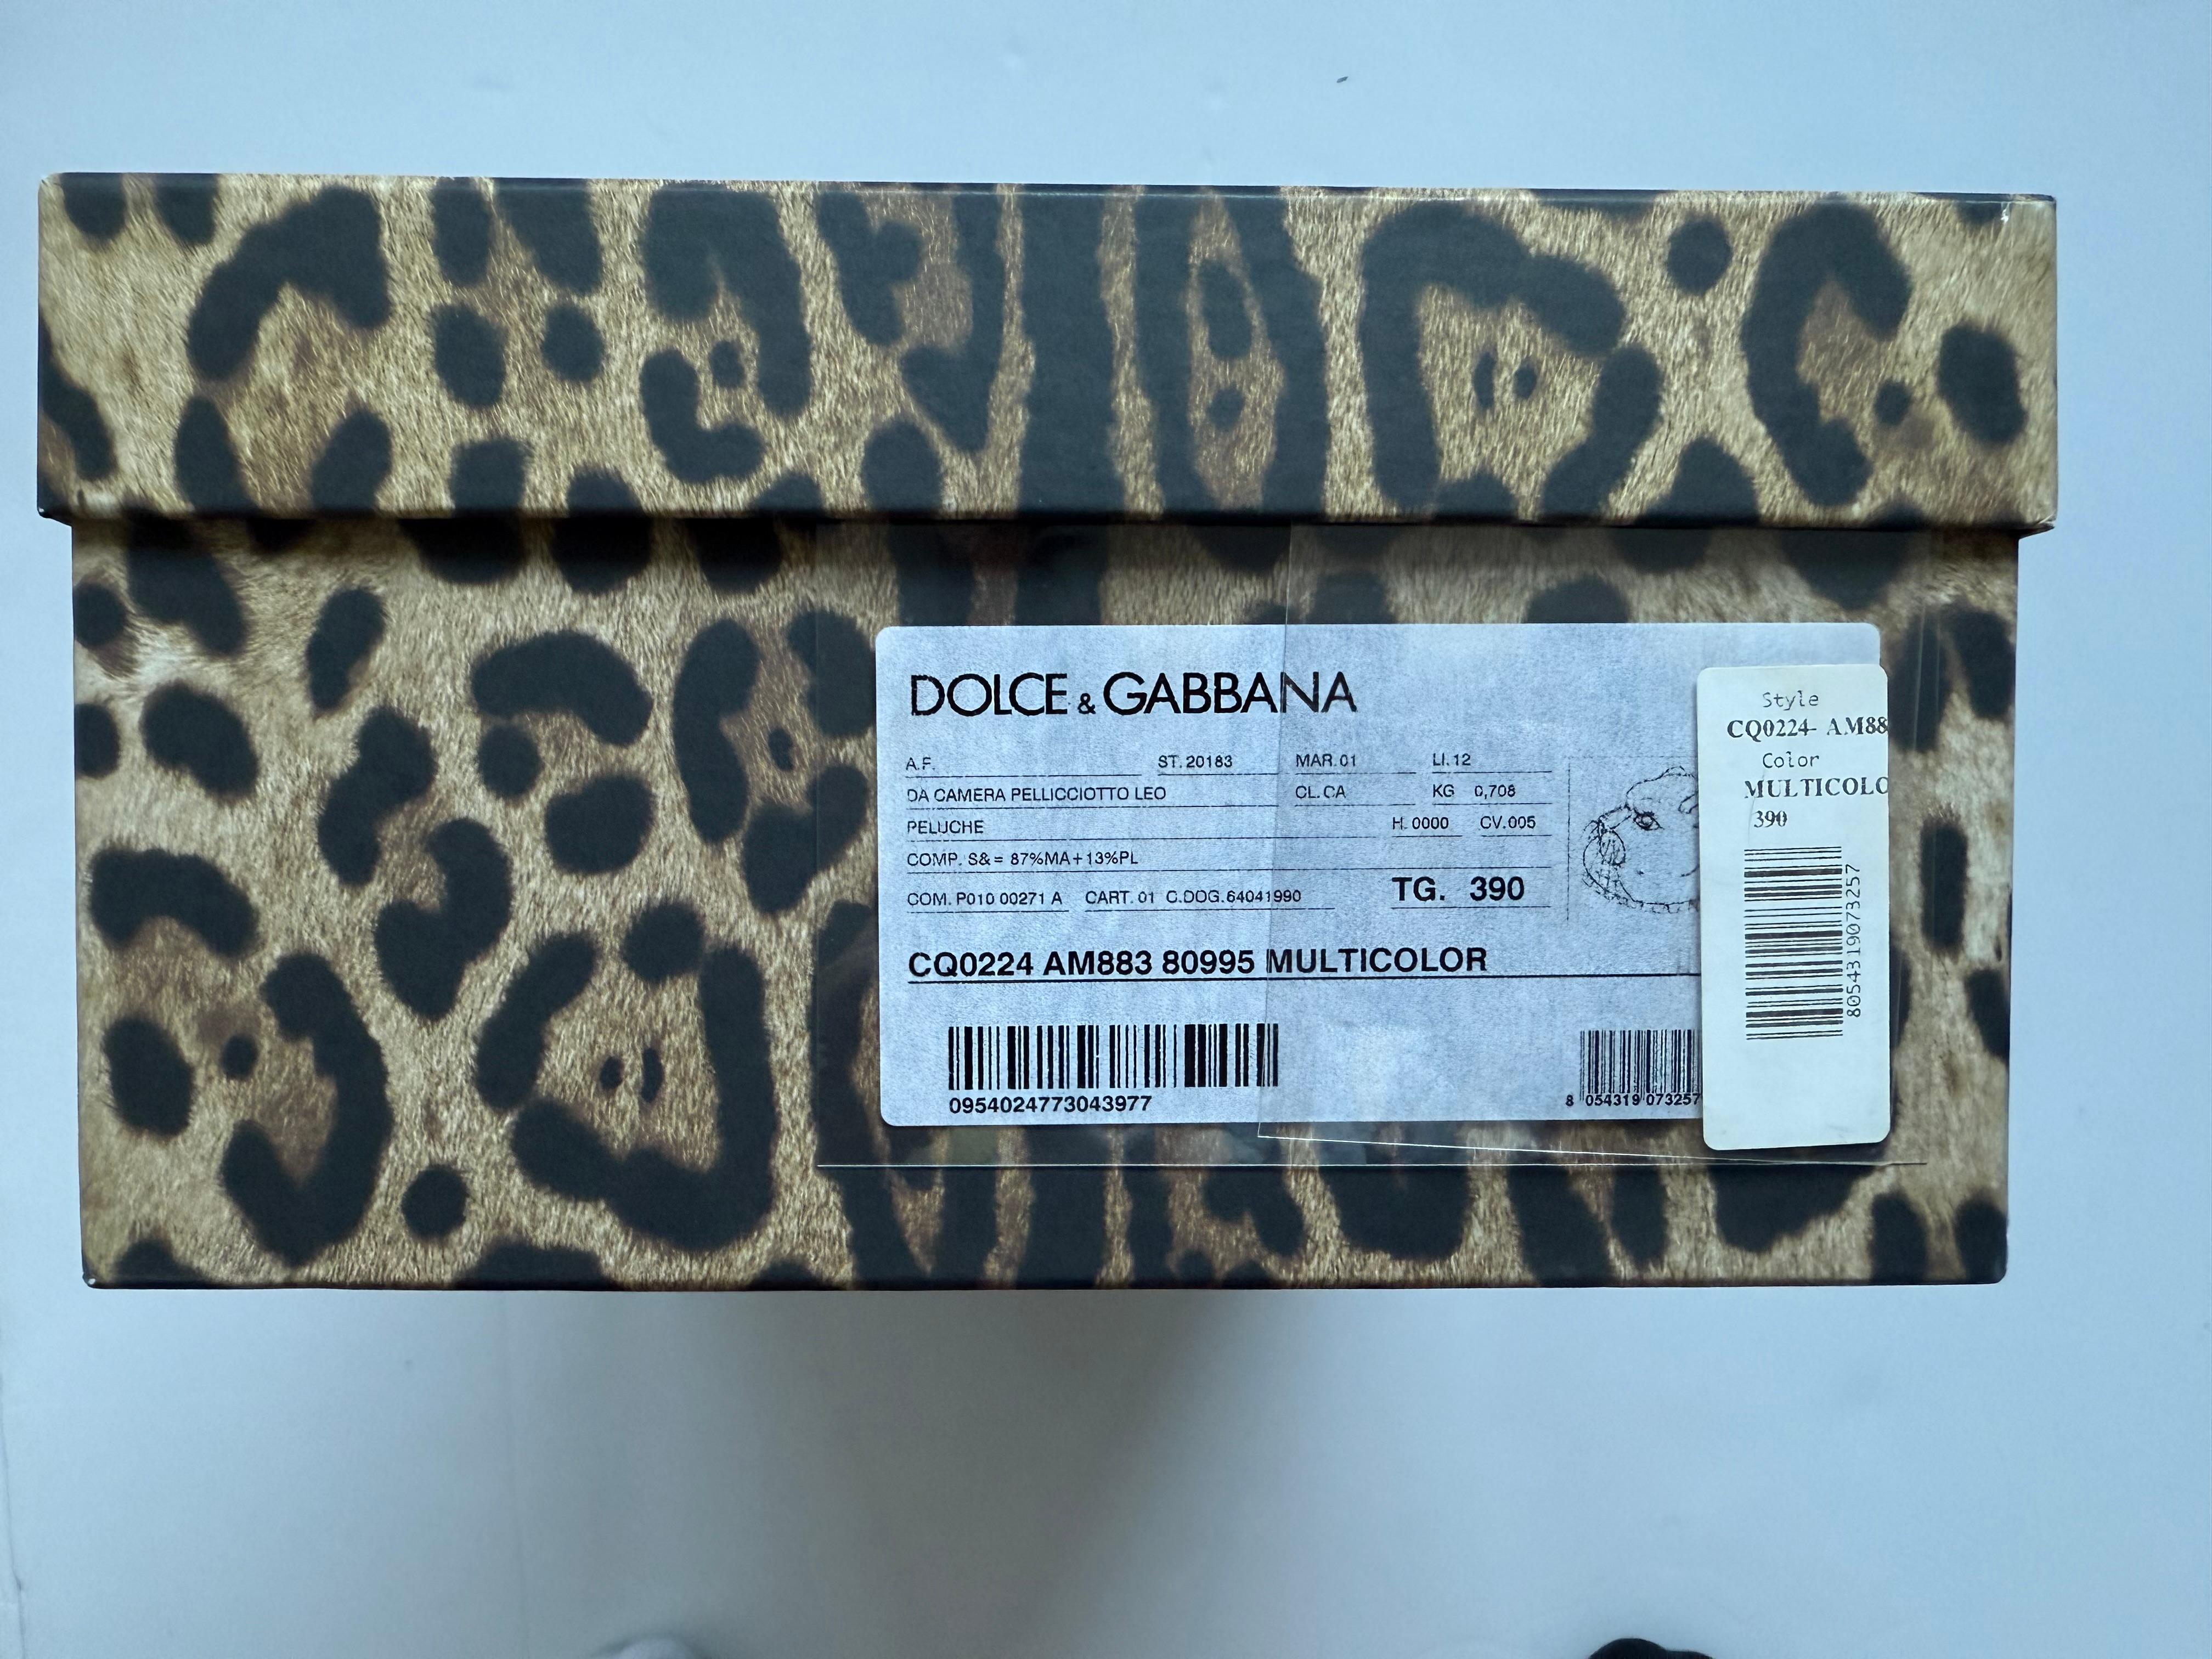 DOLCE & GABBANA
A.F. ST. 20183 MAR. 01 LI. 12
DA CAMERA PELLICCIOTTO LEO CL. CA KG 0,708
PELUCHE H. 0000 CV. 005
COMP. S&= 87%MA+13%PL
COM. P010 00271 A CART. 01 C.DOG. 64041990 TG. 390
CQ0224 AM883 80995 MULTICOLOR
0954024773043977
8 054319 073257
Style
CQ0224- AM88
Color
MULTICOLO
390
8054319073257